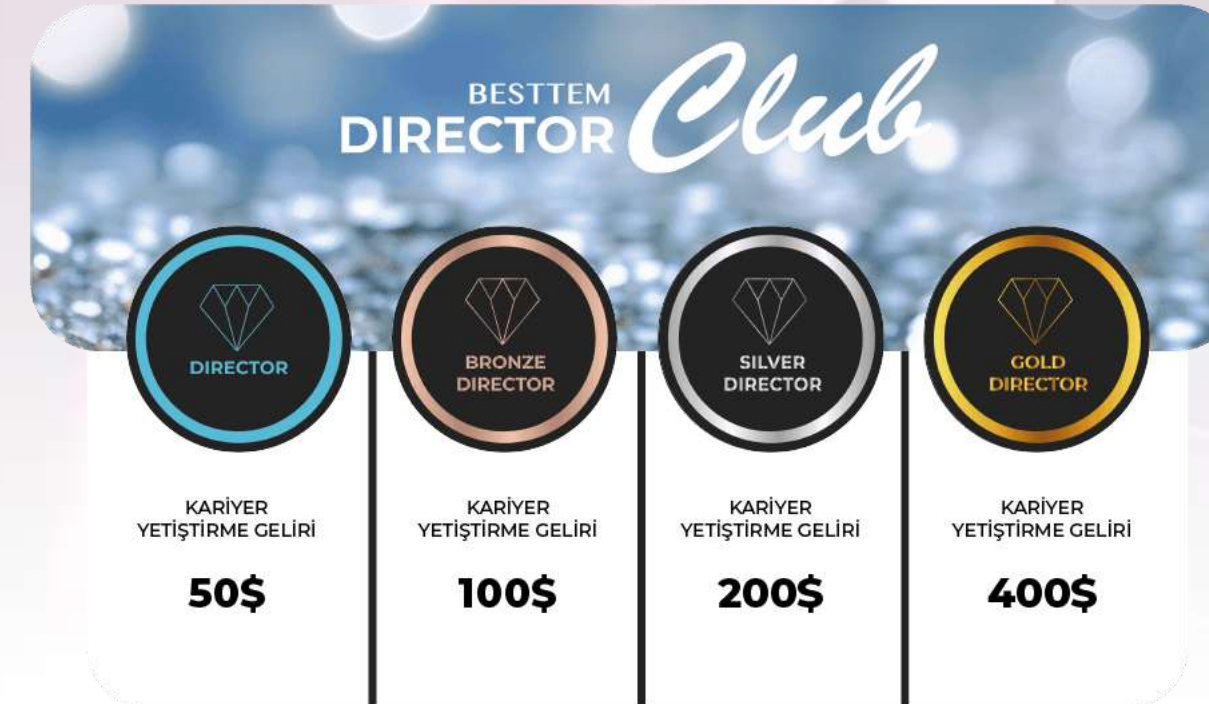 BESTTEM
DIRECTOR Club
DIRECTOR
BRONZE
DIRECTOR
SILVER
DIRECTOR
GOLD
DIRECTOR
KARİYER
YETİŞTİRME GELİRİ
50$
KARİYER
YETİŞTİRME GELİRİ
100$
KARİYER
YETİŞTİRME GELİRİ
200$
KARİYER
YETİŞTİRME GELİRİ
400$